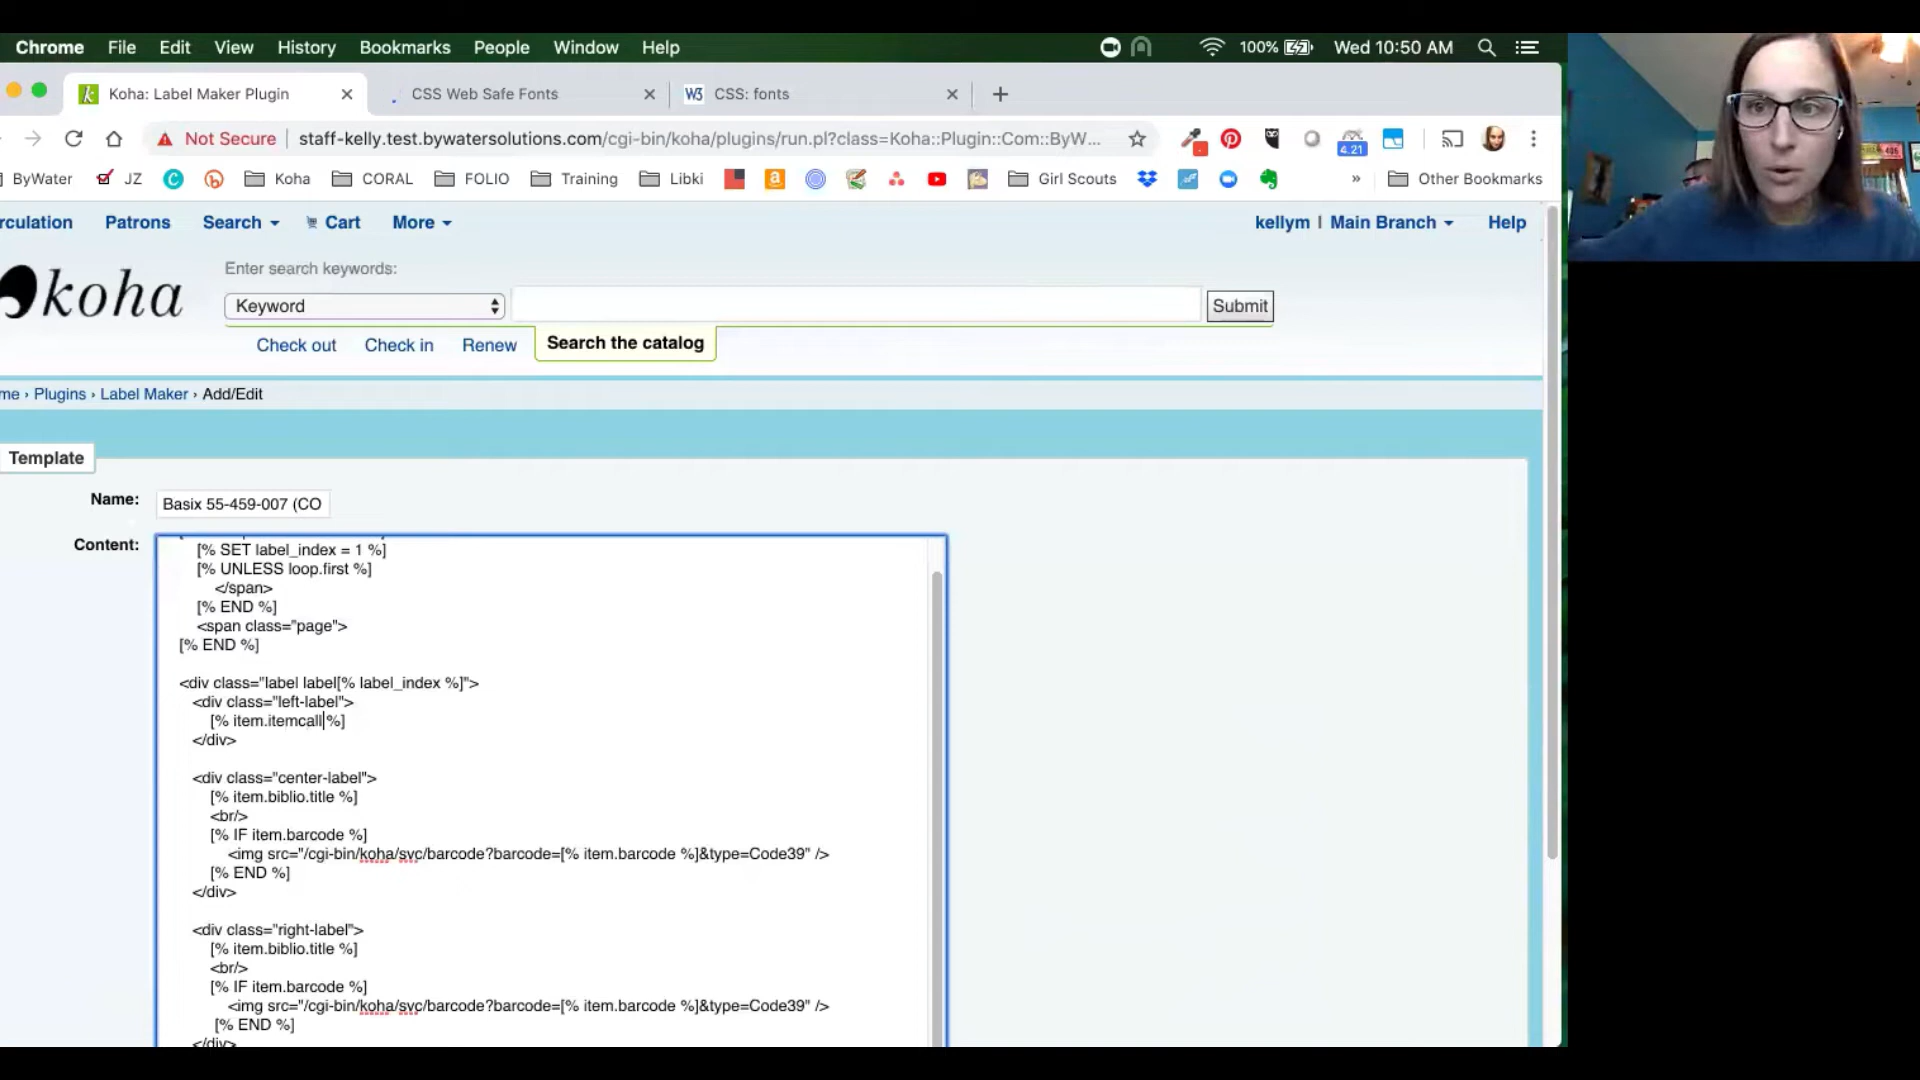 Chrome File Edit View History Bookmarks People Window Help 100% Wed 10:50 AM
Koha: Label Maker Plugin CSS Web Safe Fonts W3 CSS: fonts
Not Secure staff-kelly.test.bywatersolutions.com/cgi-bin/koha/plugins/run.pl?class=Koha::Plugin::Com::ByW... 4.21
ByWater JZ Koha CORAL FOLIO Training Libki Girl Scouts » Other Bookmarks
rculation Patrons Search Cart More kellym | Main Branch Help
koha
Enter search keywords:
Keyword Submit
Check out Check in Renew Search the catalog
me › Plugins › Label Maker › Add/Edit
Template
Name: Basix 55-459-007 (CO
Content:
[% SET label_index = 1 %]
[% UNLESS loop.first %]
</span>
[% END %]
<span class="page">
[% END %]
<div class="label label[% label_index %]">
<div class="left-label">
[% item.itemcall %]
</div>
<div class="center-label">
[% item.biblio.title %]
<br/>
[% IF item.barcode %]
<img src="/cgi-bin/koha/svc/barcode?barcode=[% item.barcode %]&type=Code39" />
[% END %]
</div>
<div class="right-label">
[% item.biblio.title %]
<br/>
[% IF item.barcode %]
<img src="/cgi-bin/koha/svc/barcode?barcode=[% item.barcode %]&type=Code39" />
[% END %]
</div>